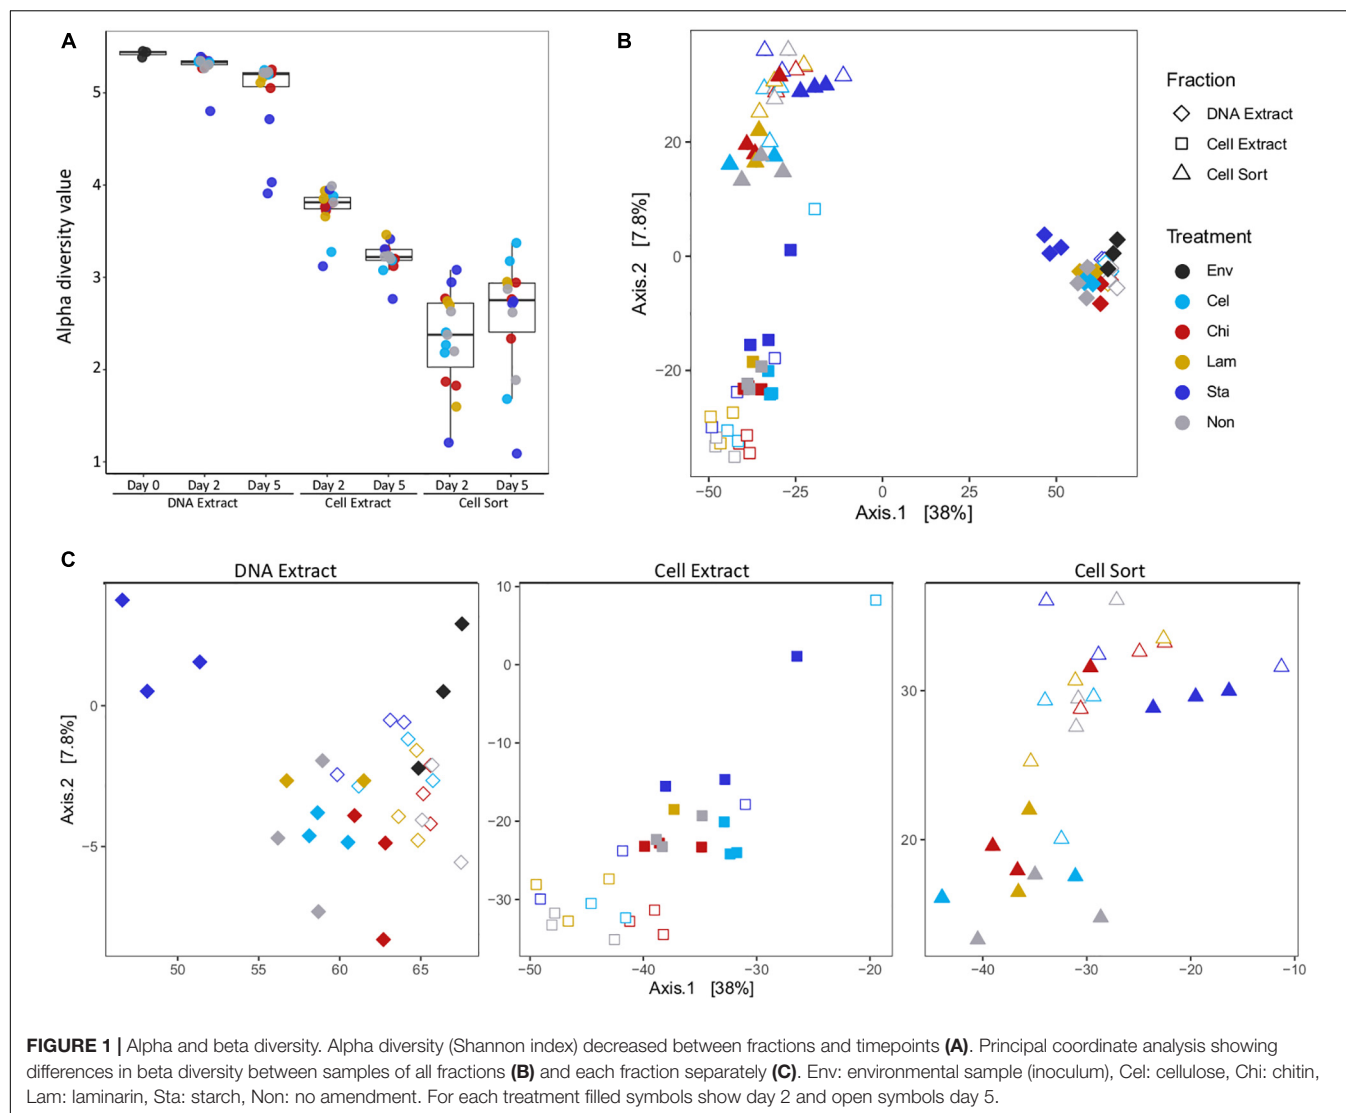 A
Alpha diversity value
5
4
3
2
1
Day 0 Day 2 Day 5 Day 2 Day 5 Day 2 Day 5
DNA Extract Cell Extract Cell Sort
B
Axis.2 [7.8%]
20
0
−20
−50 −25 0 25 50
Axis.1 [38%]
Fraction
DNA Extract
Cell Extract
Cell Sort
Treatment
Env
Cel
Chi
Lam
Sta
Non
C
DNA Extract
Axis.2 [7.8%]
0
−5
50 55 60 65
Cell Extract
10
0
−10
−20
−30
−50 −40 −30 −20
Axis.1 [38%]
Cell Sort
30
20
−40 −30 −20 −10
FIGURE 1 | Alpha and beta diversity. Alpha diversity (Shannon index) decreased between fractions and timepoints (A). Principal coordinate analysis showing
differences in beta diversity between samples of all fractions (B) and each fraction separately (C). Env: environmental sample (inoculum), Cel: cellulose, Chi: chitin,
Lam: laminarin, Sta: starch, Non: no amendment. For each treatment filled symbols show day 2 and open symbols day 5.